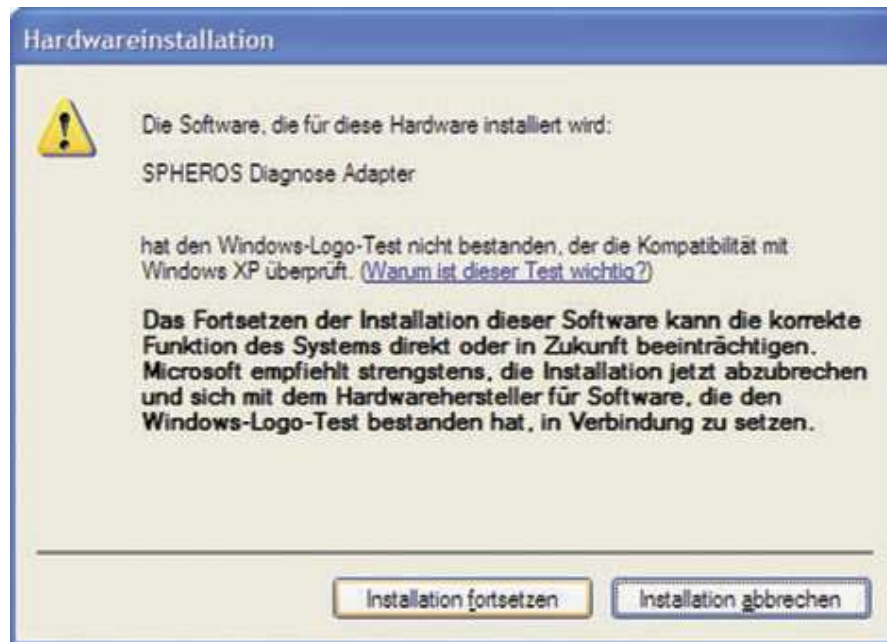 Hardwareinstallation
Die Software, die für diese Hardware installiert wird:
SPHEROS Diagnose Adapter
hat den Windows-Logo-Test nicht bestanden, der die Kompatibilität mit
Windows XP überprüft. (Warum ist dieser Test wichtig?)
Das Fortsetzen der Installation dieser Software kann die korrekte
Funktion des Systems direkt oder in Zukunft beeinträchtigen.
Microsoft empfiehlt strengstens, die Installation jetzt abzubrechen
und sich mit dem Hardwarehersteller für Software, die den
Windows-Logo-Test bestanden hat, in Verbindung zu setzen.
Installation fortsetzen Installation abbrechen